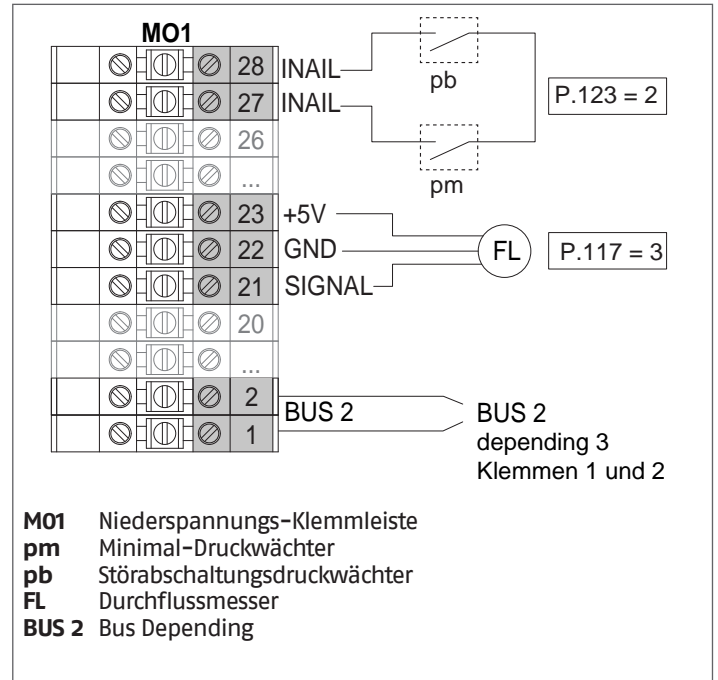 MO1
28 INAIL
pb
27 INAIL
P.123 = 2
26
pm
...
23 +5V
22 GND
FL
P.117 = 3
21 SIGNAL
20
...
2
BUS 2
1
BUS 2
depending 3
Klemmen 1 und 2
M01 Niederspannungs-Klemmleiste
pm Minimal-Druckwächter
pb Störabschaltungsdruckwächter
FL Durchflussmesser
BUS 2 Bus Depending